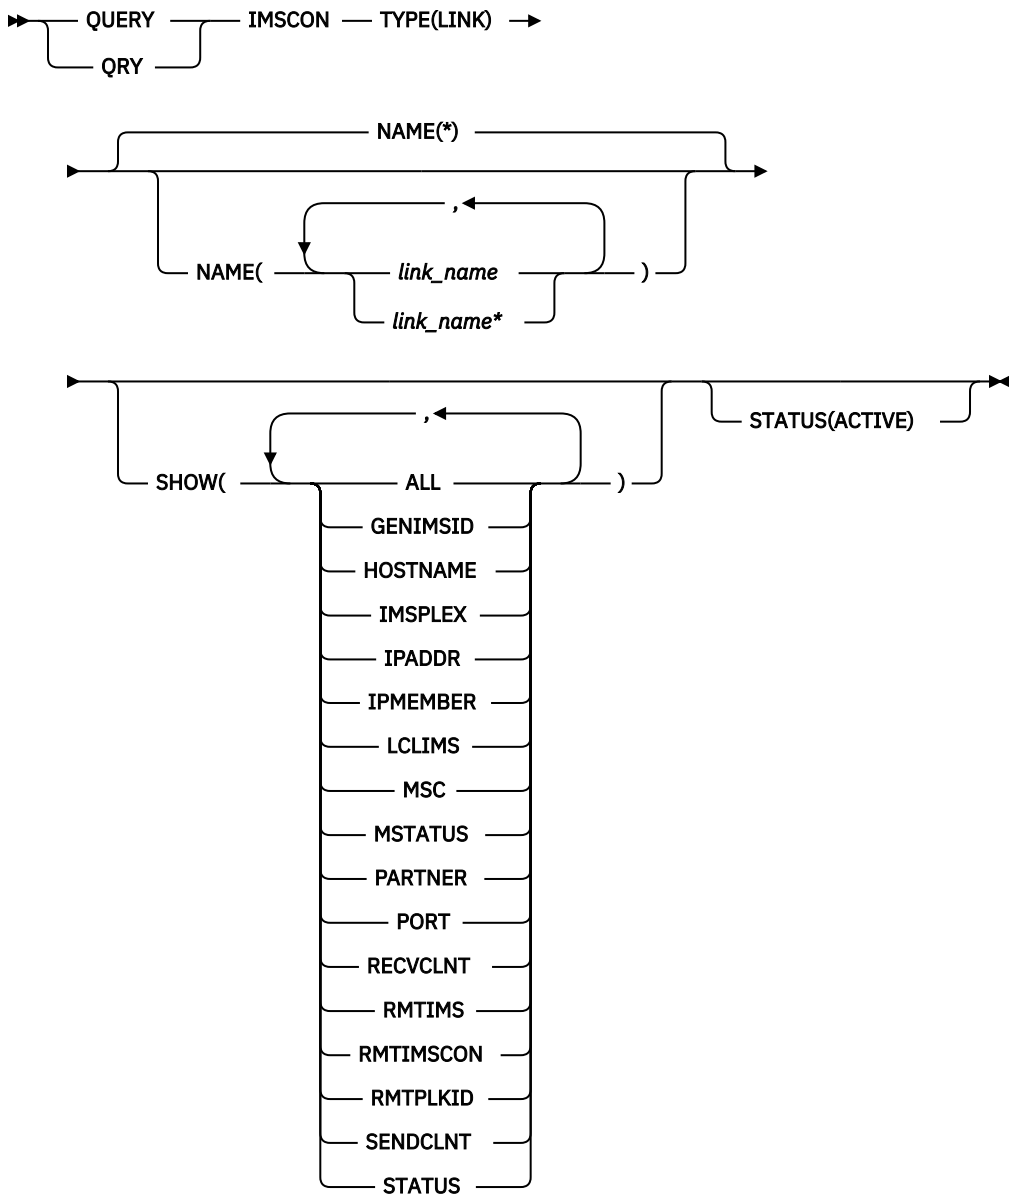 QUERY IMSCON TYPE(LINK)
QRY
NAME(*)
,
NAME( link_name )
link_name*
,
STATUS(ACTIVE)
SHOW( ALL )
GENIMSID
HOSTNAME
IMSPLEX
IPADDR
IPMEMBER
LCLIMS
MSC
MSTATUS
PARTNER
PORT
RECVCLNT
RMTIMS
RMTIMSCON
RMTPLKID
SENDCLNT
STATUS